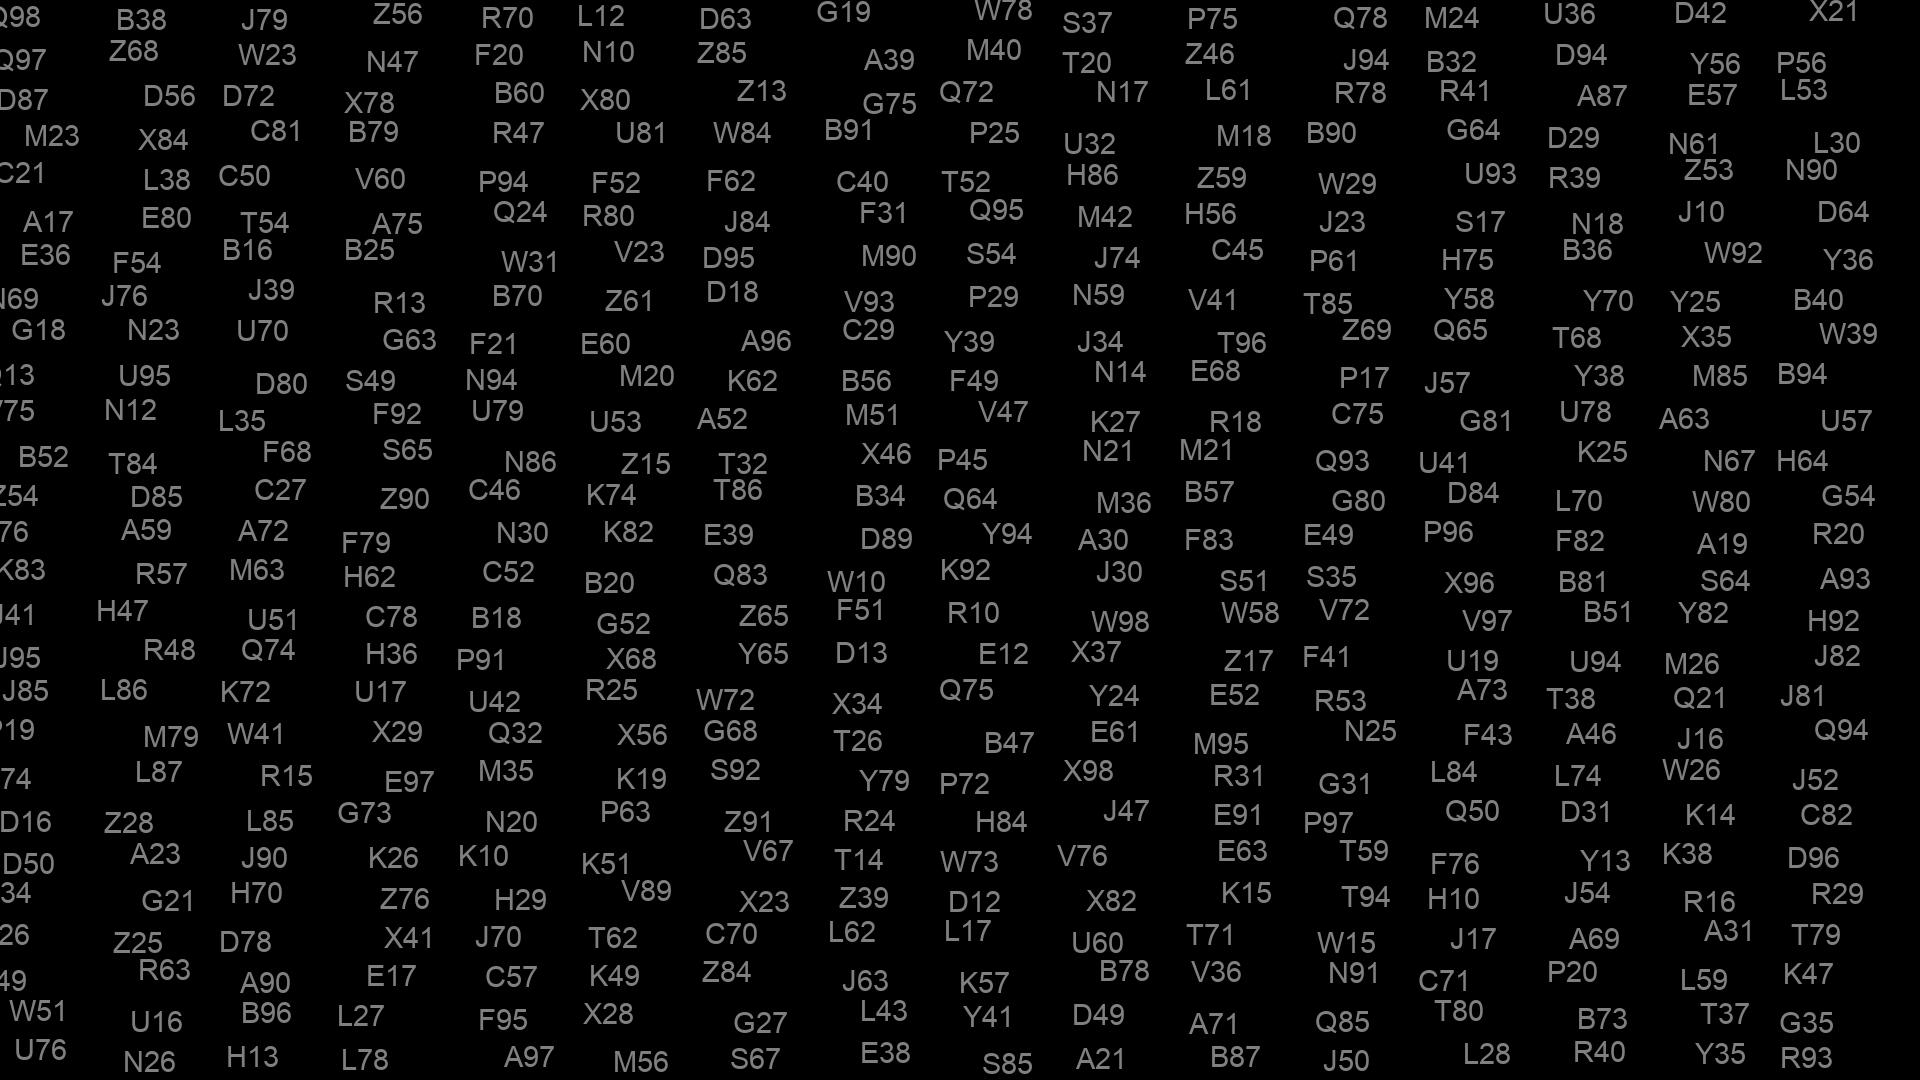 Q98 B38 J79 Z56 R70 L12 D63 G19 W78 S37 P75 Q78 M24 U36 D42 X21
Q97 Z68 W23 N47 F20 N10 Z85 A39 M40 T20 Z46 J94 B32 D94 Y56 P56
D87 D56 D72 X78 B60 X80 Z13 G75 Q72 N17 L61 R78 R41 A87 E57 L53
M23 X84 C81 B79 R47 U81 W84 B91 P25 U32 M18 B90 G64 D29 N61 L30
C21 L38 C50 V60 P94 F52 F62 C40 T52 H86 Z59 W29 U93 R39 Z53 N90
A17 E80 T54 A75 Q24 R80 J84 F31 Q95 M42 H56 J23 S17 N18 J10 D64
E36 F54 B16 B25 W31 V23 D95 M90 S54 J74 C45 P61 H75 B36 W92 Y36
N69 J76 J39 R13 B70 Z61 D18 V93 P29 N59 V41 T85 Y58 Y70 Y25 B40
G18 N23 U70 G63 F21 E60 A96 C29 Y39 J34 T96 Z69 Q65 T68 X35 W39
13 U95 D80 S49 N94 M20 K62 B56 F49 N14 E68 P17 J57 Y38 M85 B94
75 N12 L35 F92 U79 U53 A52 M51 V47 K27 R18 C75 G81 U78 A63 U57
B52 T84 F68 S65 N86 Z15 T32 X46 P45 N21 M21 Q93 U41 K25 N67 H64
Z54 D85 C27 Z90 C46 K74 T86 B34 Q64 M36 B57 G80 D84 L70 W80 G54
76 A59 A72 F79 N30 K82 E39 D89 Y94 A30 F83 E49 P96 F82 A19 R20
K83 R57 M63 H62 C52 B20 Q83 W10 K92 J30 S51 S35 X96 B81 S64 A93
J41 H47 U51 C78 B18 G52 Z65 F51 R10 W98 W58 V72 V97 B51 Y82 H92
J95 R48 Q74 H36 P91 X68 Y65 D13 E12 X37 Z17 F41 U19 U94 M26 J82
J85 L86 K72 U17 U42 R25 W72 X34 Q75 Y24 E52 R53 A73 T38 Q21 J81
19 M79 W41 X29 Q32 X56 G68 T26 B47 E61 M95 N25 F43 A46 J16 Q94
74 L87 R15 E97 M35 K19 S92 Y79 P72 X98 R31 G31 L84 L74 W26 J52
D16 Z28 L85 G73 N20 P63 Z91 R24 H84 J47 E91 P97 Q50 D31 K14 C82
D50 A23 J90 K26 K10 K51 V67 T14 W73 V76 E63 T59 F76 Y13 K38 D96
34 G21 H70 Z76 H29 V89 X23 Z39 D12 X82 K15 T94 H10 J54 R16 R29
26 Z25 D78 X41 J70 T62 C70 L62 L17 U60 T71 W15 J17 A69 A31 T79
49 R63 A90 E17 C57 K49 Z84 J63 K57 B78 V36 N91 C71 P20 L59 K47
W51 U16 B96 L27 F95 X28 G27 L43 Y41 D49 A71 Q85 T80 B73 T37 G35
U76 N26 H13 L78 A97 M56 S67 E38 S85 A21 B87 J50 L28 R40 Y35 R93